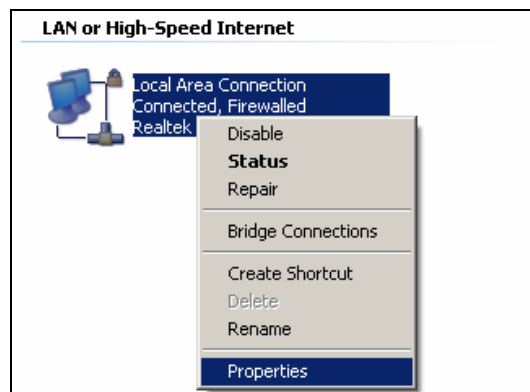 LAN or High-Speed Internet
Local Area Connection
Connected, Firewalled
Realtek
Disable
Status
Repair
Bridge Connections
Create Shortcut
Delete
Rename
Properties